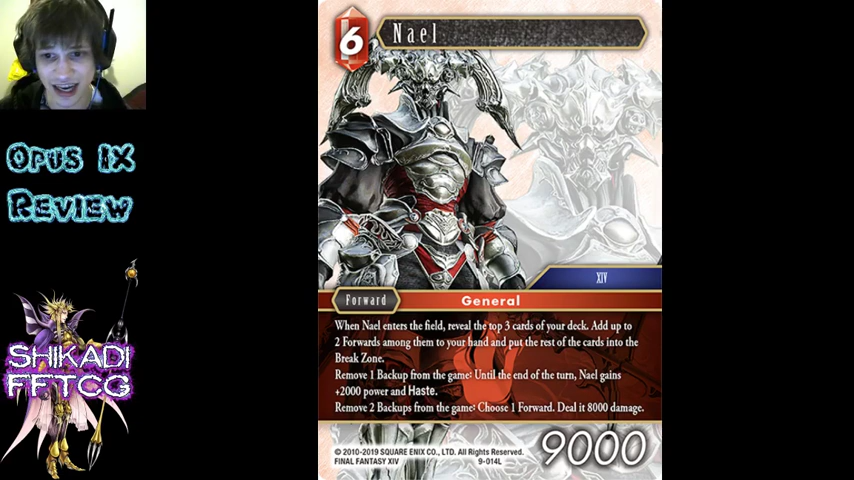 Opus IX
Review
SHIKADI
FFTCG
6
Nael
XIV
Forward
General
When Nael enters the field, reveal the top 3 cards of your deck. Add up to
2 Forwards among them to your hand and put the rest of the cards into the
Break Zone.
Remove 1 Backup from the game: Until the end of the turn, Nael gains
+2000 power and Haste.
Remove 2 Backups from the game: Choose 1 Forward. Deal it 8000 damage.
© 2010-2019 SQUARE ENIX CO., LTD. All Rights Reserved.
FINAL FANTASY XIV 9-014L
9000